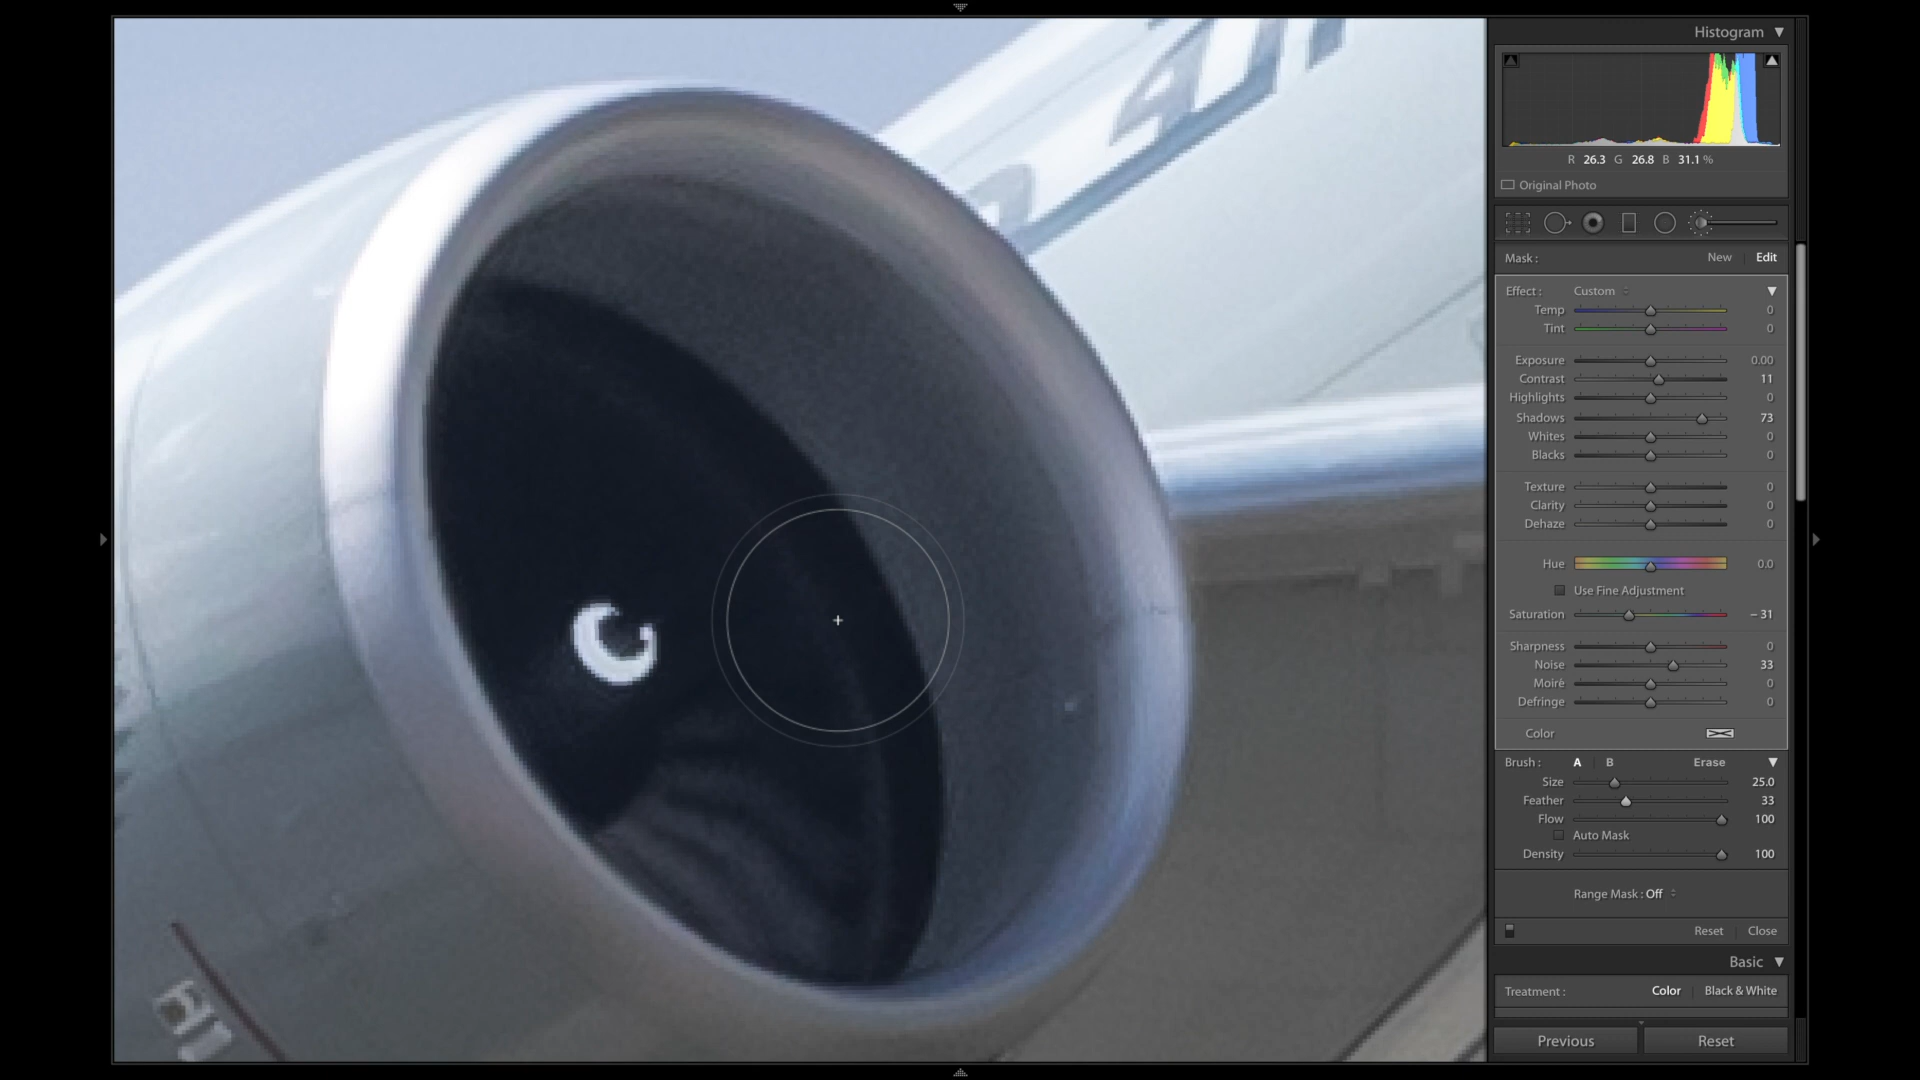 Histogram
R 26.3 G 26.8 B 31.1 %
Original Photo
Mask : New Edit
Effect : Custom
Temp 0
Tint 0
Exposure 0.00
Contrast 11
Highlights 0
Shadows 73
Whites 0
Blacks 0
Texture 0
Clarity 0
Dehaze 0
Hue 0.0
Use Fine Adjustment
Saturation – 31
Sharpness 0
Noise 33
Moiré 0
Defringe 0
Color
Brush : A B Erase
Size 25.0
Feather 33
Flow 100
Auto Mask
Density 100
Range Mask : Off
Reset Close
Basic
Treatment : Color Black & White
Previous Reset